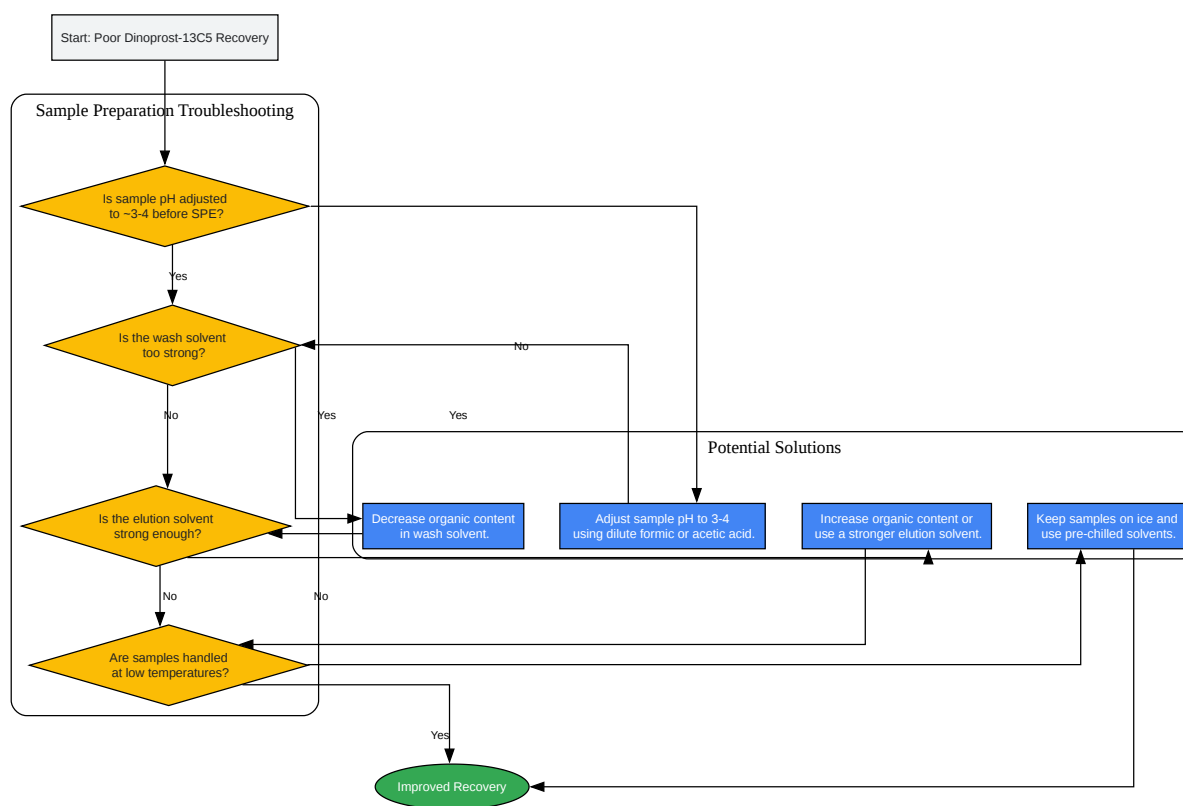 Start: Poor Dinoprost-13C5 Recovery
Sample Preparation Troubleshooting
Is sample pH adjusted
to ~3-4 before SPE?
Yes
Is the wash solvent
too strong?
No
No
Yes
Yes
Potential Solutions
Is the elution solvent
strong enough?
Decrease organic content
in wash solvent.
Adjust sample pH to 3-4
using dilute formic or acetic acid.
Increase organic content or
use a stronger elution solvent.
Keep samples on ice and
use pre-chilled solvents.
No
No
Are samples handled
at low temperatures?
Yes
Improved Recovery